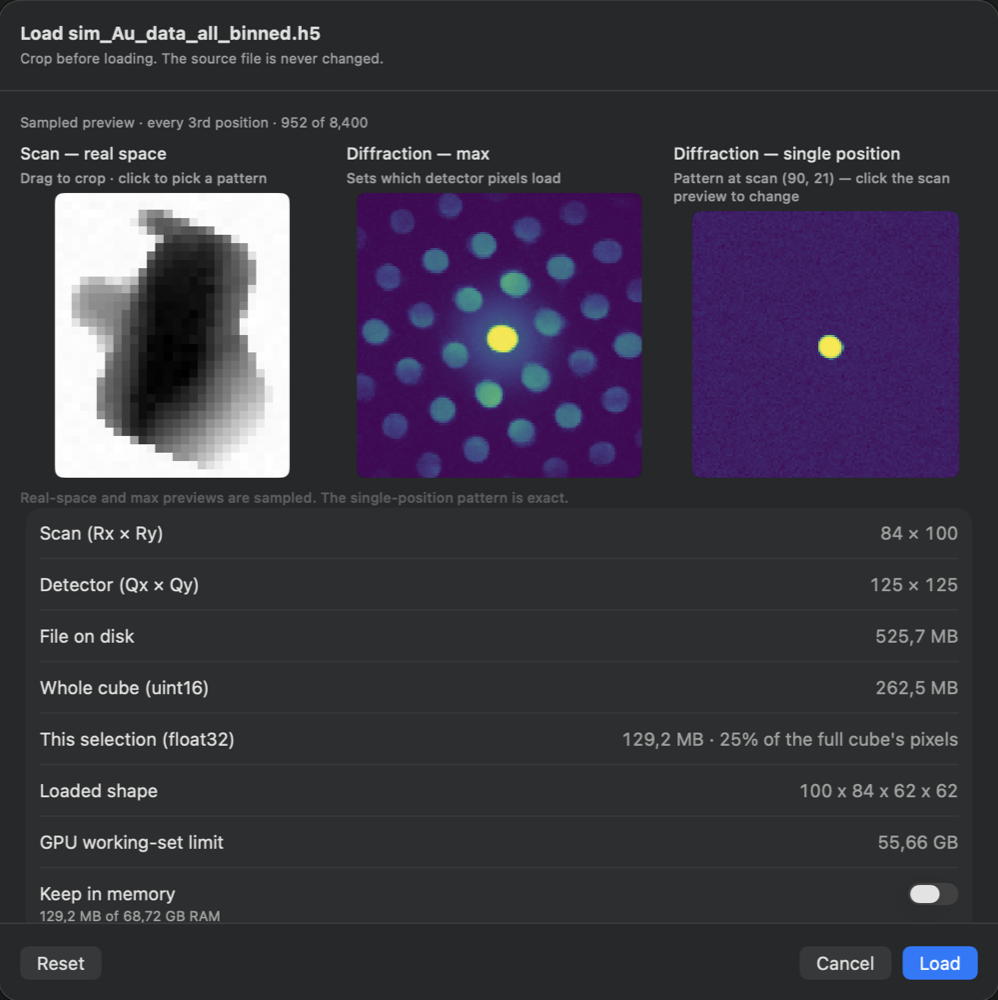 Load sim_Au_data_all_binned.h5
Crop before loading. The source file is never changed.
Sampled preview · every 3rd position · 952 of 8,400
Scan — real space
Drag to crop · click to pick a pattern
Diffraction — max
Sets which detector pixels load
Diffraction — single position
Pattern at scan (90, 21) — click the scan
preview to change
Real-space and max previews are sampled. The single-position pattern is exact.
Scan (Rx × Ry) 84 × 100
Detector (Qx × Qy) 125 × 125
File on disk 525,7 MB
Whole cube (uint16) 262,5 MB
This selection (float32) 129,2 MB · 25% of the full cube's pixels
Loaded shape 100 x 84 x 62 x 62
GPU working-set limit 55,66 GB
Keep in memory
129,2 MB of 68,72 GB RAM
Reset Cancel Load